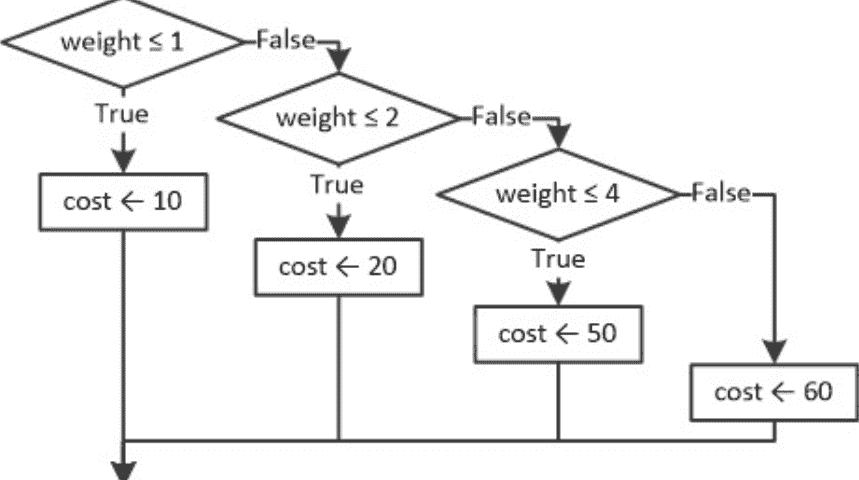 weight ≤ 1
False
True
weight ≤ 2
False
True
weight ≤ 4
False
True
cost ← 10
cost ← 20
cost ← 50
cost ← 60